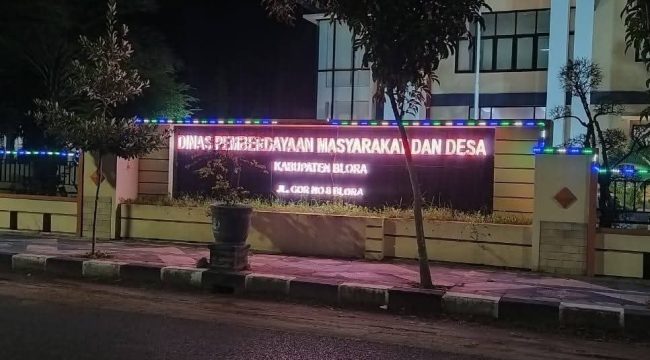 DINAS PEMBERDAYAAN MASYARAKAT DAN DESA
KABUPATEN BLORA
JL. GOR NO 8 BLORA